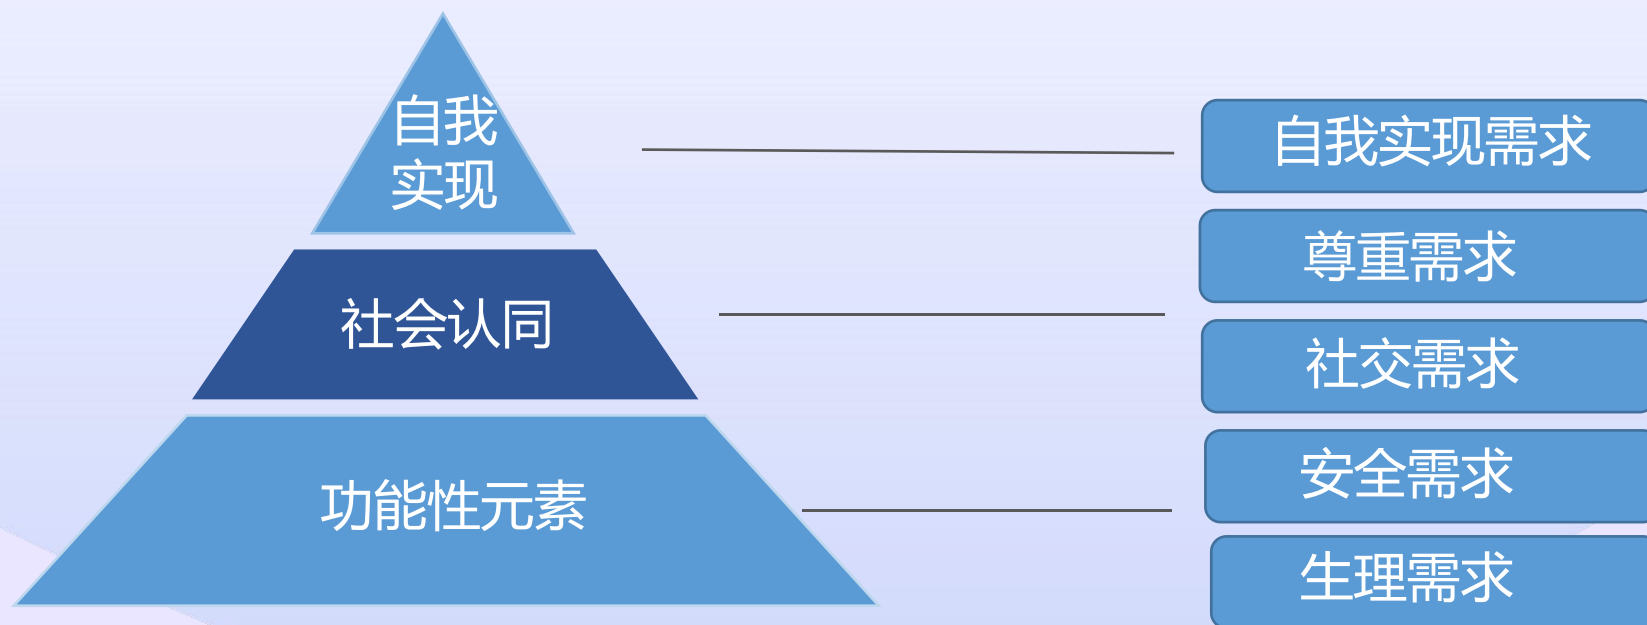 自我
实现
社会认同
功能性元素
自我实现需求
尊重需求
社交需求
安全需求
生理需求